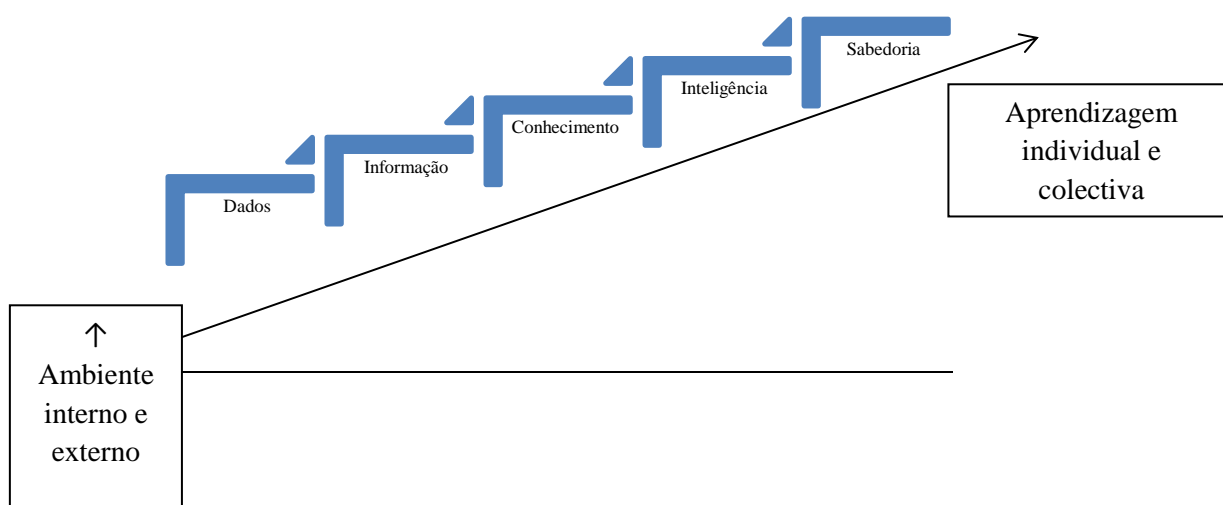 Dados
Informação
Conhecimento
Inteligência
Sabedoria
Aprendizagem
individual e
colectiva
↑
Ambiente
interno e
externo